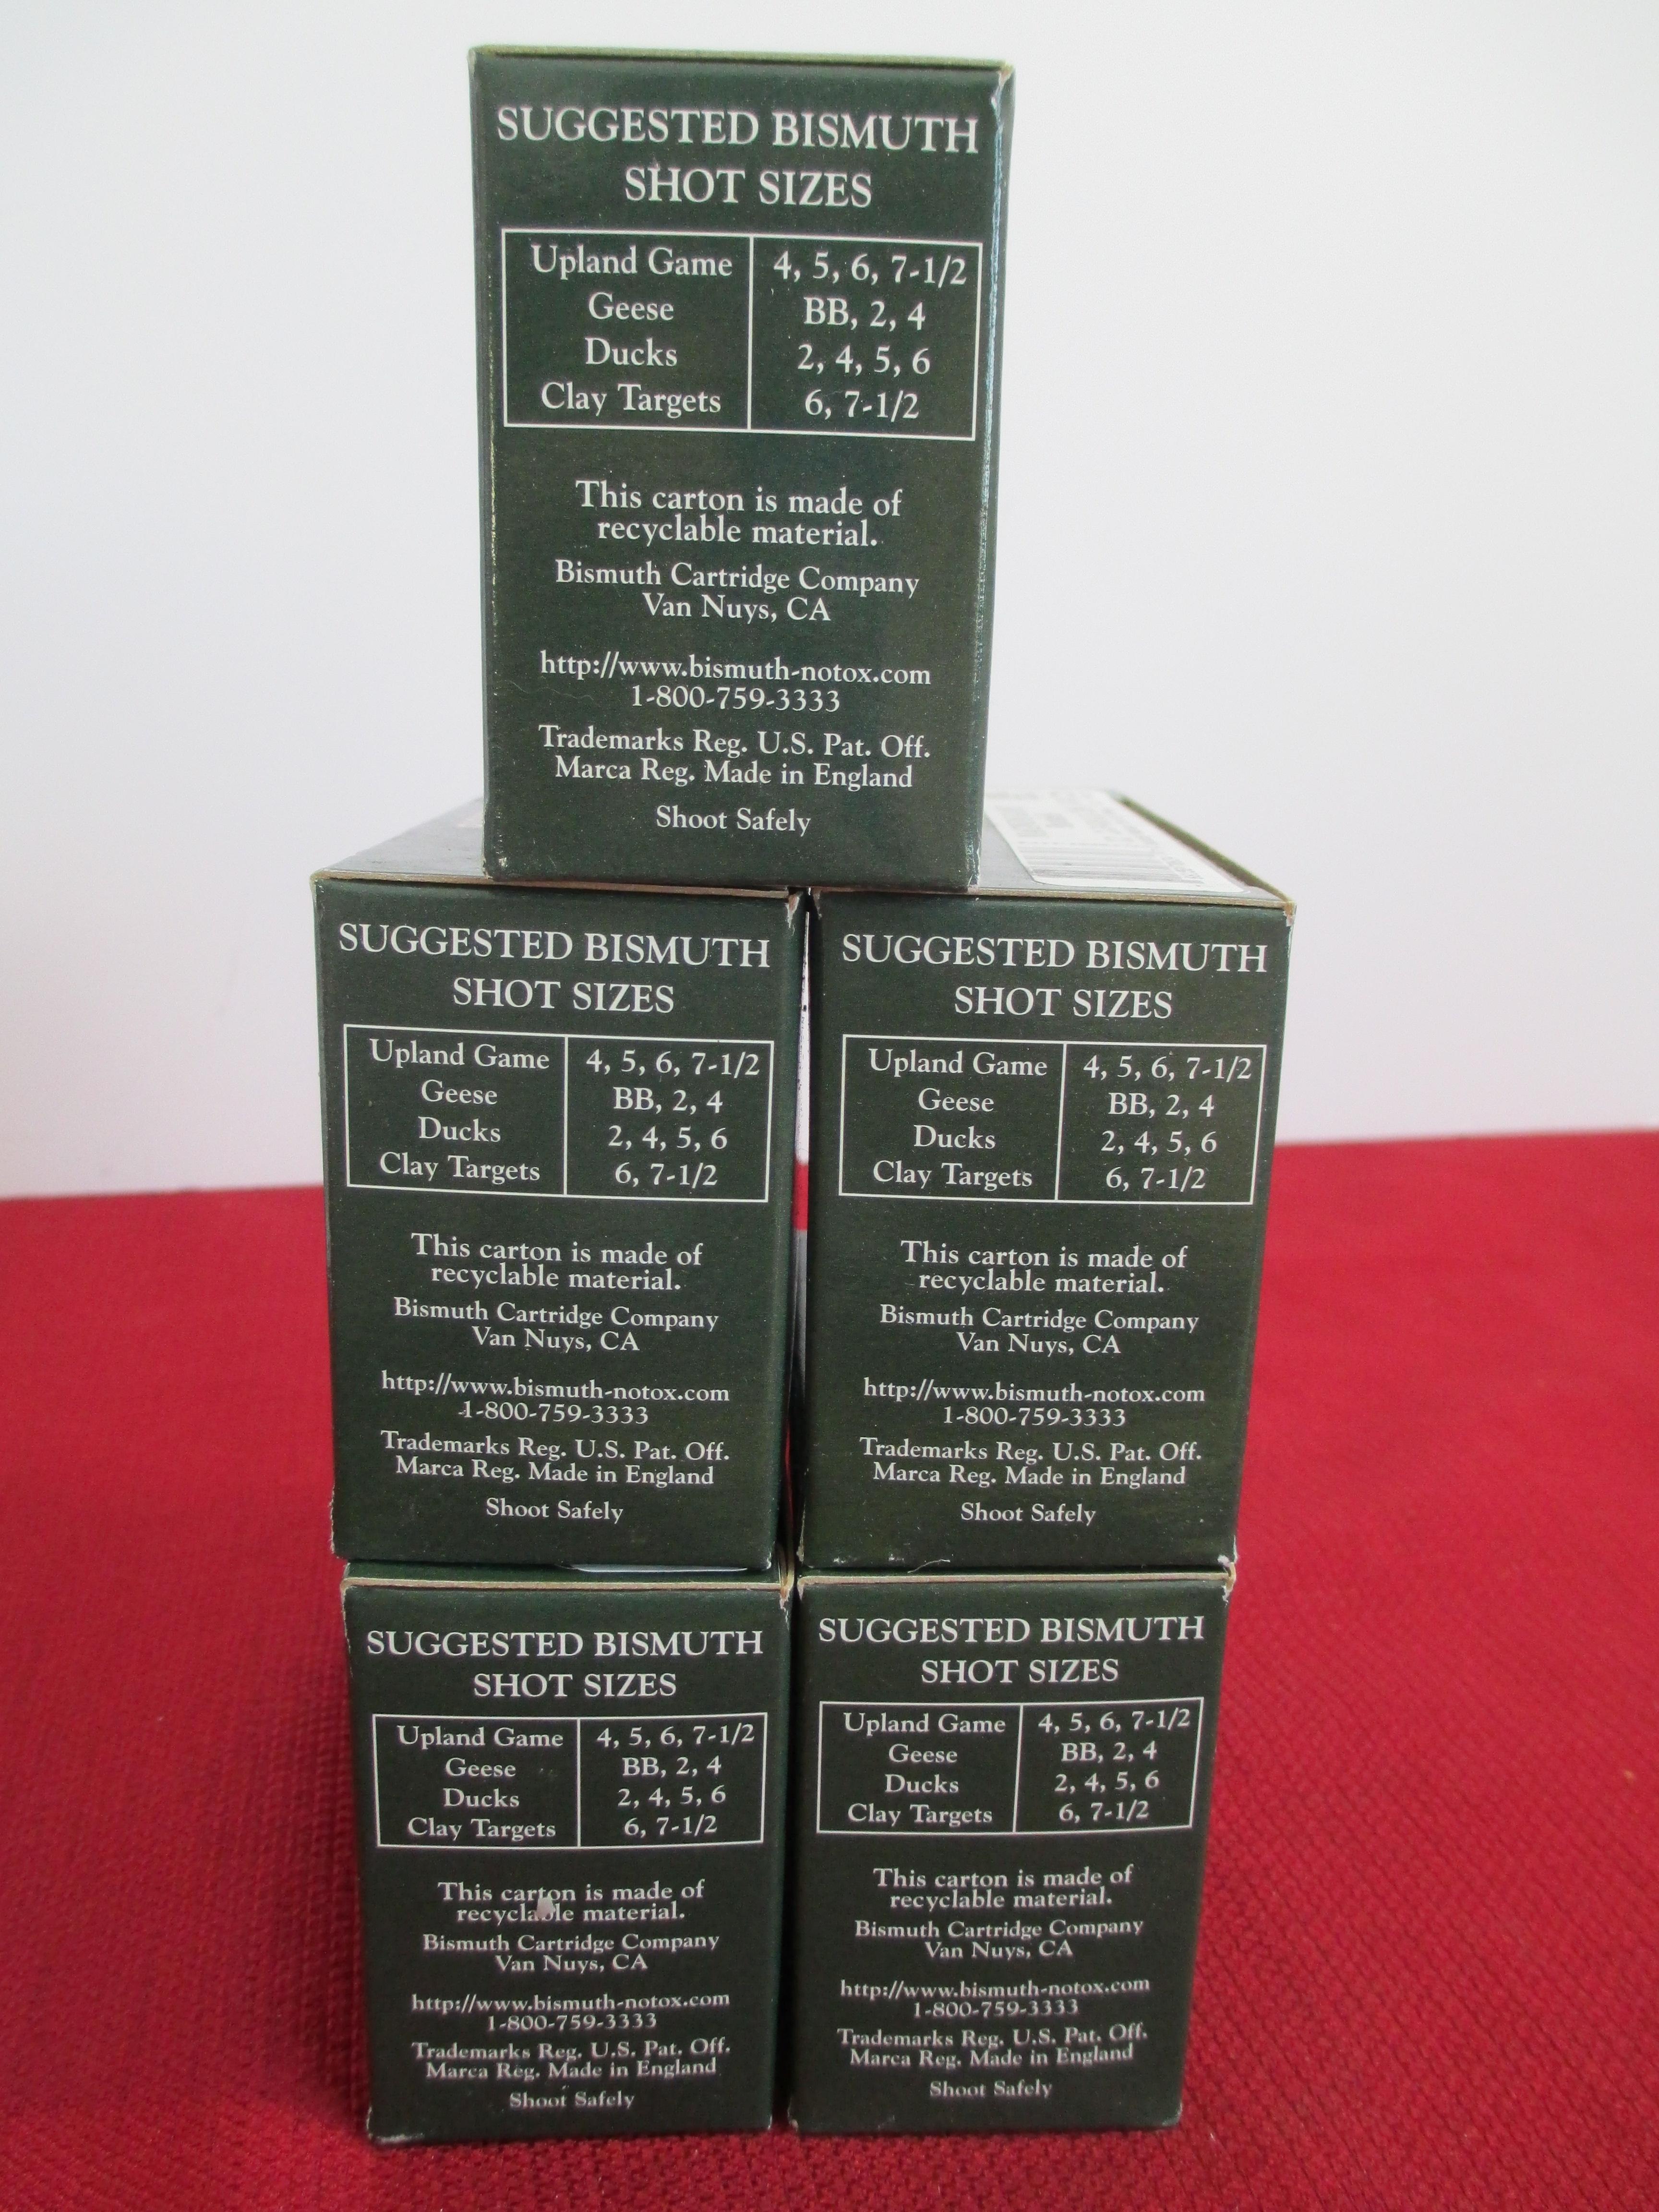 SUGGESTED BISMUTH
SHOT SIZES
Upland Game 4, 5, 6, 7-1/2
Geese BB, 2, 4
Ducks 2, 4, 5, 6
Clay Targets 6, 7-1/2
This carton is made of
recyclable material.
Bismuth Cartridge Company
Van Nuys, CA
http://www.bismuth-notox.com
1-800-759-3333
Trademarks Reg. U.S. Pat. Off.
Marca Reg. Made in England
Shoot Safely
SUGGESTED BISMUTH
SHOT SIZES
Upland Game 4, 5, 6, 7-1/2
Geese BB, 2, 4
Ducks 2, 4, 5, 6
Clay Targets 6, 7-1/2
This carton is made of
recyclable material.
Bismuth Cartridge Company
Van Nuys, CA
http://www.bismuth-notox.com
1-800-759-3333
Trademarks Reg. U.S. Pat. Off.
Marca Reg. Made in England
Shoot Safely
SUGGESTED BISMUTH
SHOT SIZES
Upland Game 4, 5, 6, 7-1/2
Geese BB, 2, 4
Ducks 2, 4, 5, 6
Clay Targets 6, 7-1/2
This carton is made of
recyclable material.
Bismuth Cartridge Company
Van Nuys, CA
http://www.bismuth-notox.com
1-800-759-3333
Trademarks Reg. U.S. Pat. Off.
Marca Reg. Made in England
Shoot Safely
SUGGESTED BISMUTH
SHOT SIZES
Upland Game 4, 5, 6, 7-1/2
Geese BB, 2, 4
Ducks 2, 4, 5, 6
Clay Targets 6, 7-1/2
This carton is made of
recyclable material.
Bismuth Cartridge Company
Van Nuys, CA
http://www.bismuth-notox.com
1-800-759-3333
Trademarks Reg. U.S. Pat. Off.
Marca Reg. Made in England
Shoot Safely
SUGGESTED BISMUTH
SHOT SIZES
Upland Game 4, 5, 6, 7-1/2
Geese BB, 2, 4
Ducks 2, 4, 5, 6
Clay Targets 6, 7-1/2
This carton is made of
recyclable material.
Bismuth Cartridge Company
Van Nuys, CA
http://www.bismuth-notox.com
1-800-759-3333
Trademarks Reg. U.S. Pat. Off.
Marca Reg. Made in England
Shoot Safely